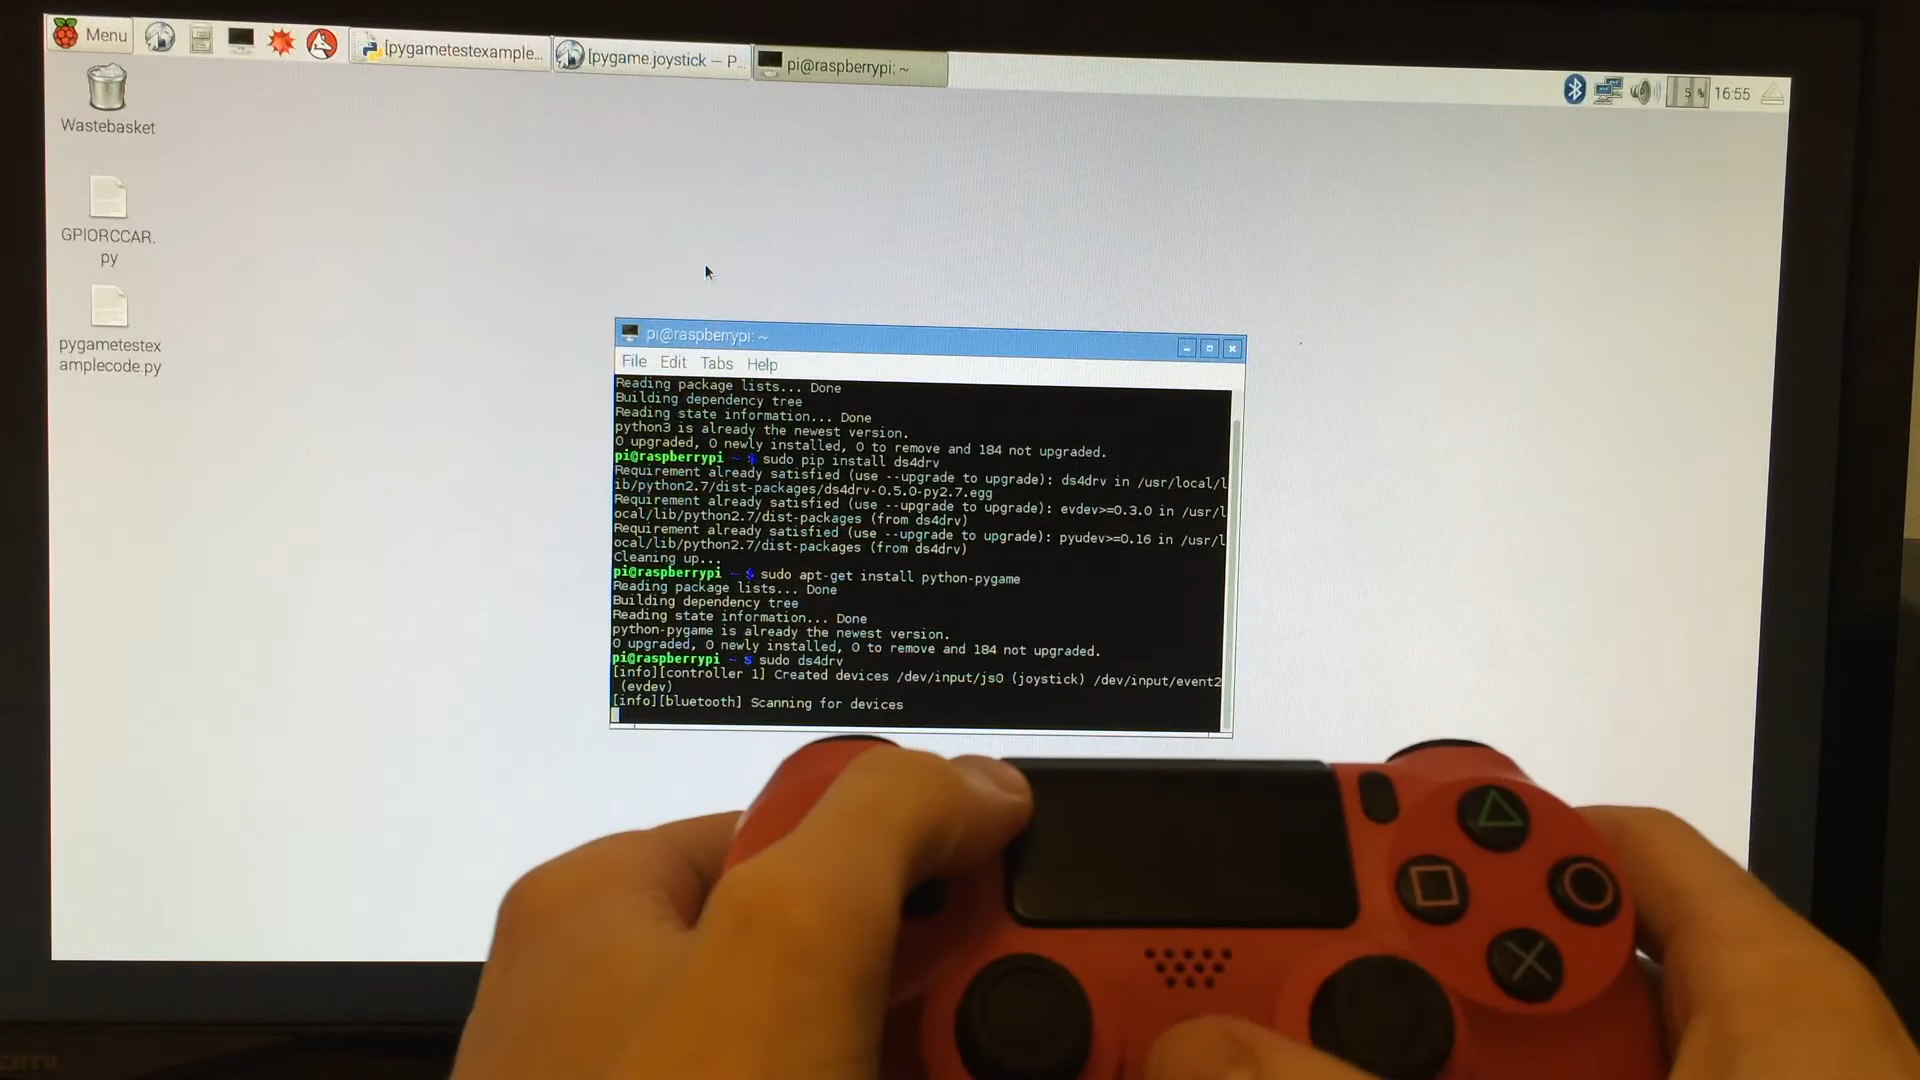 Menu
[pygametestexample...
[pygame.joystick – P...
pi@raspberrypi: ~
5 %
16:55
Wastebasket
GPIORCCAR.
py
pygametestex
amplecode.py
pi@raspberrypi: ~
File Edit Tabs Help
Reading package lists... Done
Building dependency tree
Reading state information... Done
python3 is already the newest version.
0 upgraded, 0 newly installed, 0 to remove and 184 not upgraded.
pi@raspberrypi ~ $ sudo pip install ds4drv
Requirement already satisfied (use --upgrade to upgrade): ds4drv in /usr/local/l
ib/python2.7/dist-packages/ds4drv-0.5.0-py2.7.egg
Requirement already satisfied (use --upgrade to upgrade): evdev>=0.3.0 in /usr/l
ocal/lib/python2.7/dist-packages (from ds4drv)
Requirement already satisfied (use --upgrade to upgrade): pyudev>=0.16 in /usr/l
ocal/lib/python2.7/dist-packages (from ds4drv)
Cleaning up...
pi@raspberrypi ~ $ sudo apt-get install python-pygame
Reading package lists... Done
Building dependency tree
Reading state information... Done
python-pygame is already the newest version.
0 upgraded, 0 newly installed, 0 to remove and 184 not upgraded.
pi@raspberrypi ~ $ sudo ds4drv
[info][controller 1] Created devices /dev/input/js0 (joystick) /dev/input/event2
(evdev)
[info][bluetooth] Scanning for devices